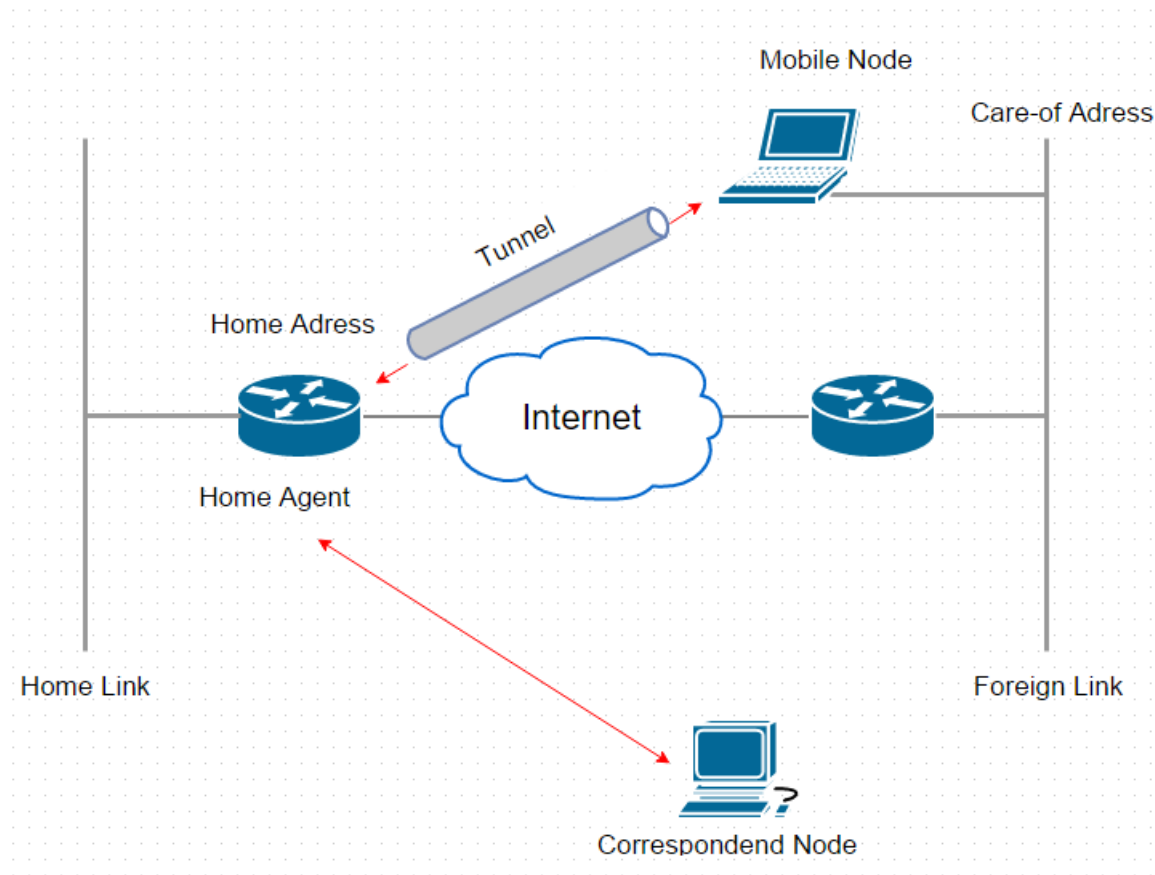 Mobile Node
Care-of Adress
Tunnel
Home Adress
Internet
Home Agent
Home Link
Foreign Link
Correspondend Node